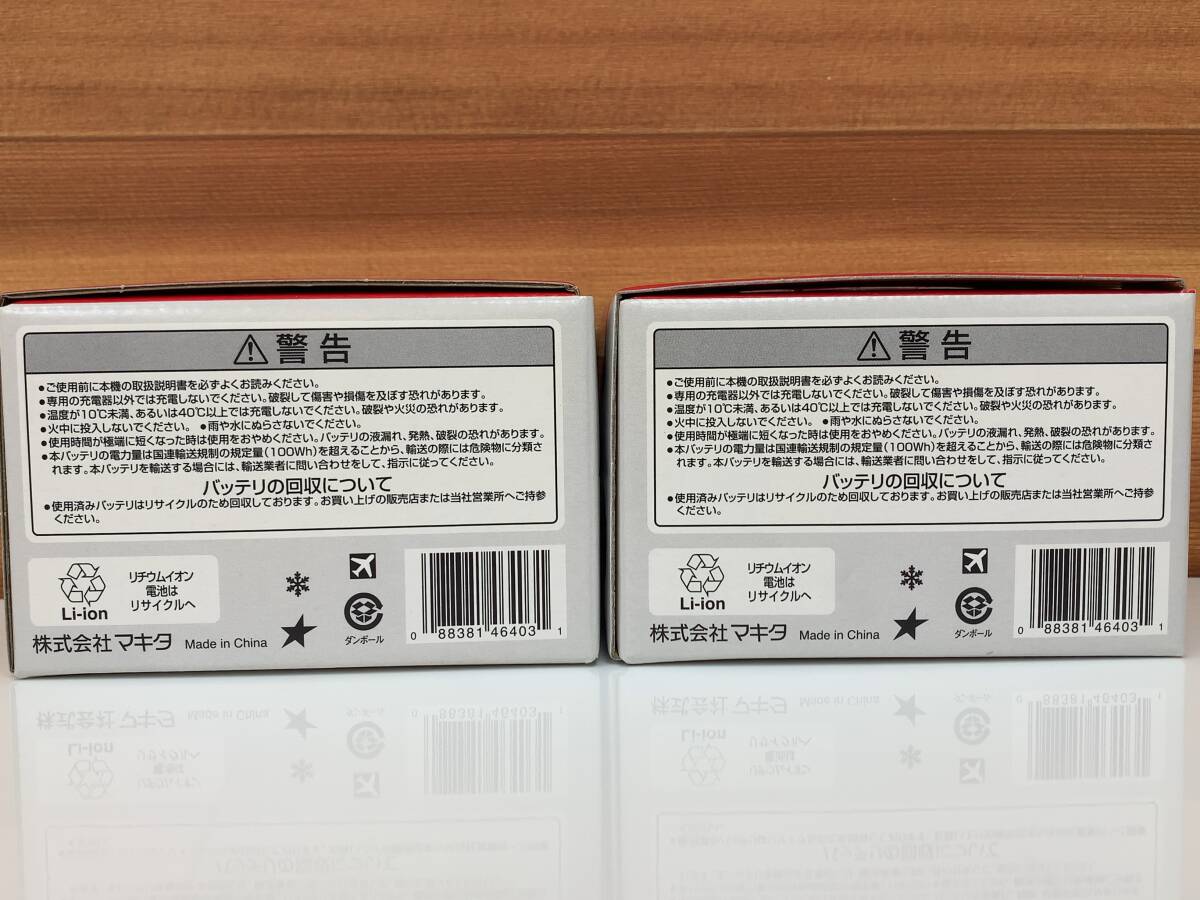 警告
●ご使用前に本機の取扱説明書を必ずよくお読みください。
●専用の充電器以外では充電しないでください。破裂して傷害や損傷を及ぼす恐れがあります。
●温度が10℃未満、あるいは40℃以上では充電しないでください。破裂や火災の恐れがあります。
●火中に投入しないでください。 ●雨や水にぬらさないでください。
●使用時間が極端に短くなった時は使用をおやめください。バッテリの液漏れ、発熱、破裂の恐れがあります。
●本バッテリの電力量は国連輸送規制の規定量(100Wh)を超えることから、輸送の際には危険物に分類さ
れます。本バッテリを輸送する場合には、輸送業者に問い合わせをして、指示に従ってください。
バッテリの回収について
●使用済みバッテリはリサイクルのため回収しております。お買い上げの販売店または当社営業所へご持参
ください。
Li-ion
リチウムイオン
電池は
リサイクルへ
株式会社マキタ Made in China
ダンボール
0 88381 46403 1
警告
●ご使用前に本機の取扱説明書を必ずよくお読みください。
●専用の充電器以外では充電しないでください。破裂して傷害や損傷を及ぼす恐れがあります。
●温度が10℃未満、あるいは40℃以上では充電しないでください。破裂や火災の恐れがあります。
●火中に投入しないでください。 ●雨や水にぬらさないでください。
●使用時間が極端に短くなった時は使用をおやめください。バッテリの液漏れ、発熱、破裂の恐れがあります。
●本バッテリの電力量は国連輸送規制の規定量(100Wh)を超えることから、輸送の際には危険物に分類さ
れます。本バッテリを輸送する場合には、輸送業者に問い合わせをして、指示に従ってください。
バッテリの回収について
●使用済みバッテリはリサイクルのため回収しております。お買い上げの販売店または当社営業所へご持参
ください。
Li-ion
リチウムイオン
電池は
リサイクルへ
株式会社マキタ Made in China
ダンボール
0 88381 46403 1